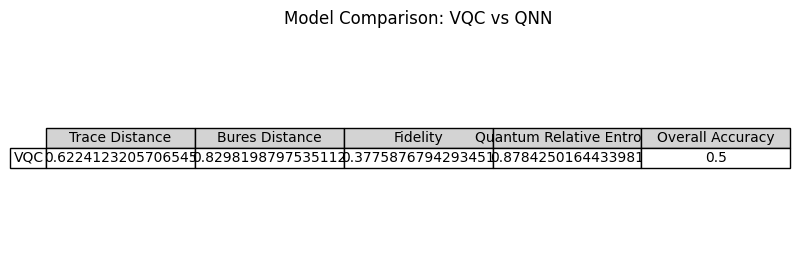 Model Comparison: VQC vs QNN
Trace Distance Bures Distance Fidelity Quantum Relative Entro Overall Accuracy
VQC 0.6224123205706545 0.8298198797535112 0.3775876794293451 0.8784250164433981 0.5